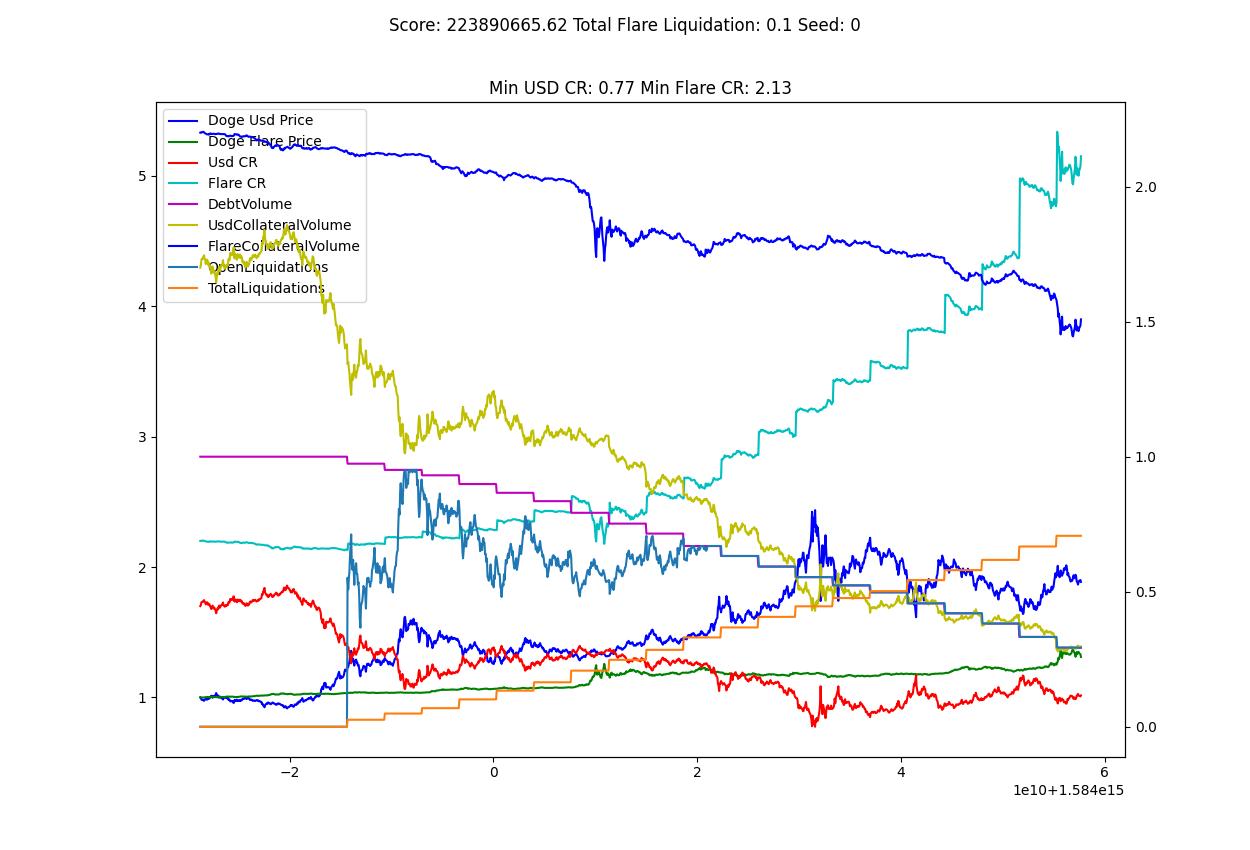 Score: 223890665.62 Total Flare Liquidation: 0.1 Seed: 0
Min USD CR: 0.77 Min Flare CR: 2.13
Doge Usd Price
Doge Flare Price
Usd CR
Flare CR
DebtVolume
UsdCollateralVolume
FlareCollateralVolume
OpenLiquidations
TotalLiquidations
5
4
3
2
1
2.0
1.5
1.0
0.5
0.0
−2 0 2 4 6
1e10+1.584e15